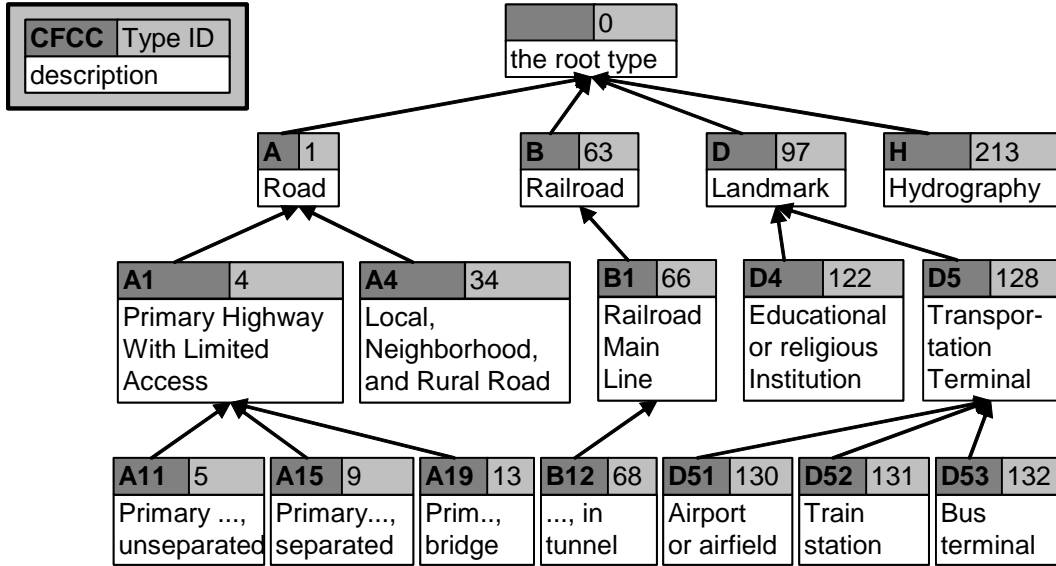 CFCC Type ID
description
0
the root type
A 1
Road
B 63
Railroad
D 97
Landmark
H 213
Hydrography
A1 4
Primary Highway
With Limited
Access
A4 34
Local,
Neighborhood,
and Rural Road
B1 66
Railroad
Main
Line
D4 122
Educational
or religious
Institution
D5 128
Transpor-
tation
Terminal
A11 5
Primary ...,
unseparated
A15 9
Primary...,
separated
A19 13
Prim..,
bridge
B12 68
..., in
tunnel
D51 130
Airport
or airfield
D52 131
Train
station
D53 132
Bus
terminal